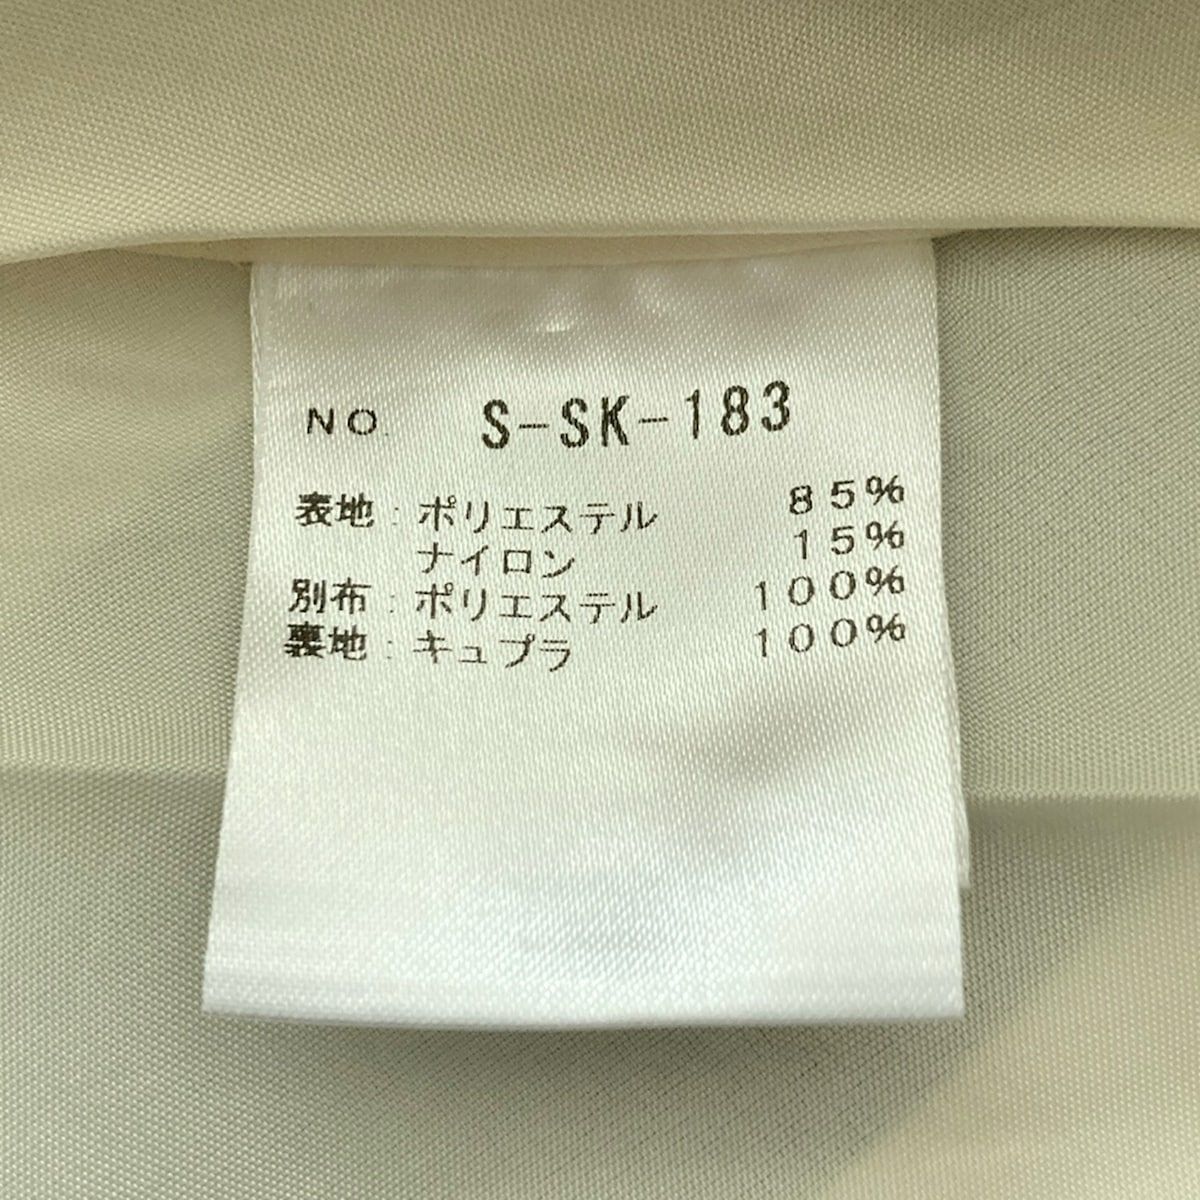 NO. S-SK-183
表地:ポリエステル 85%
ナイロン 15%
別布:ポリエステル 100%
裏地:キュプラ 100%